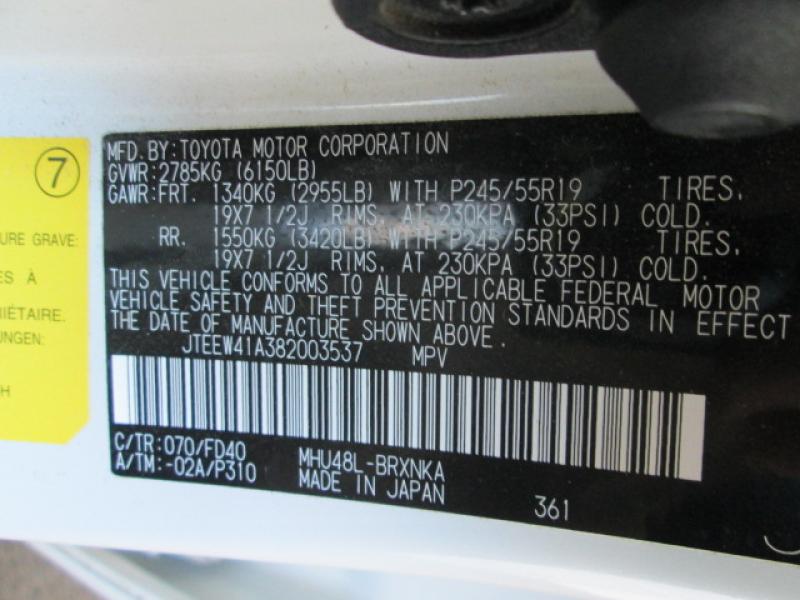 7
URE GRAVE:
ES À
RIÉTAIRE.
UNGEN:
CH
MFD.BY:TOYOTA MOTOR CORPORATION
GVWR:2785KG (6150LB)
GAWR:FRT. 1340KG (2955LB) WITH P245/55R19 TIRES.
19X7 1/2J RIMS. AT 230KPA (33PSI) COLD.
RR. 1550KG (3420LB) WITH P245/55R19 TIRES.
19X7 1/2J RIMS. AT 230KPA (33PSI) COLD.
THIS VEHICLE CONFORMS TO ALL APPLICABLE FEDERAL MOTOR
VEHICLE SAFETY AND THEFT PREVENTION STANDARDS IN EFFECT
THE DATE OF MANUFACTURE SHOWN ABOVE.
JTEEW41A382003537 MPV
C/TR:070/FD40 MHU48L-BRXNKA
A/TM:-02A/P310 MADE IN JAPAN 361